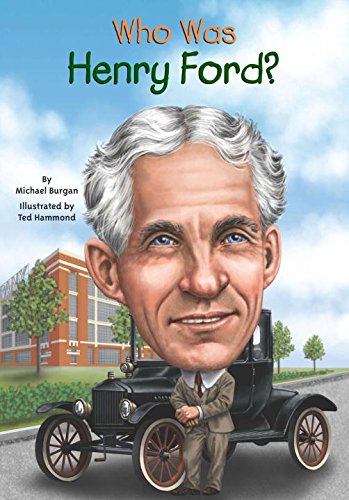 Who Was
Henry Ford?
By
Michael Burgan
Illustrated by
Ted Hammond